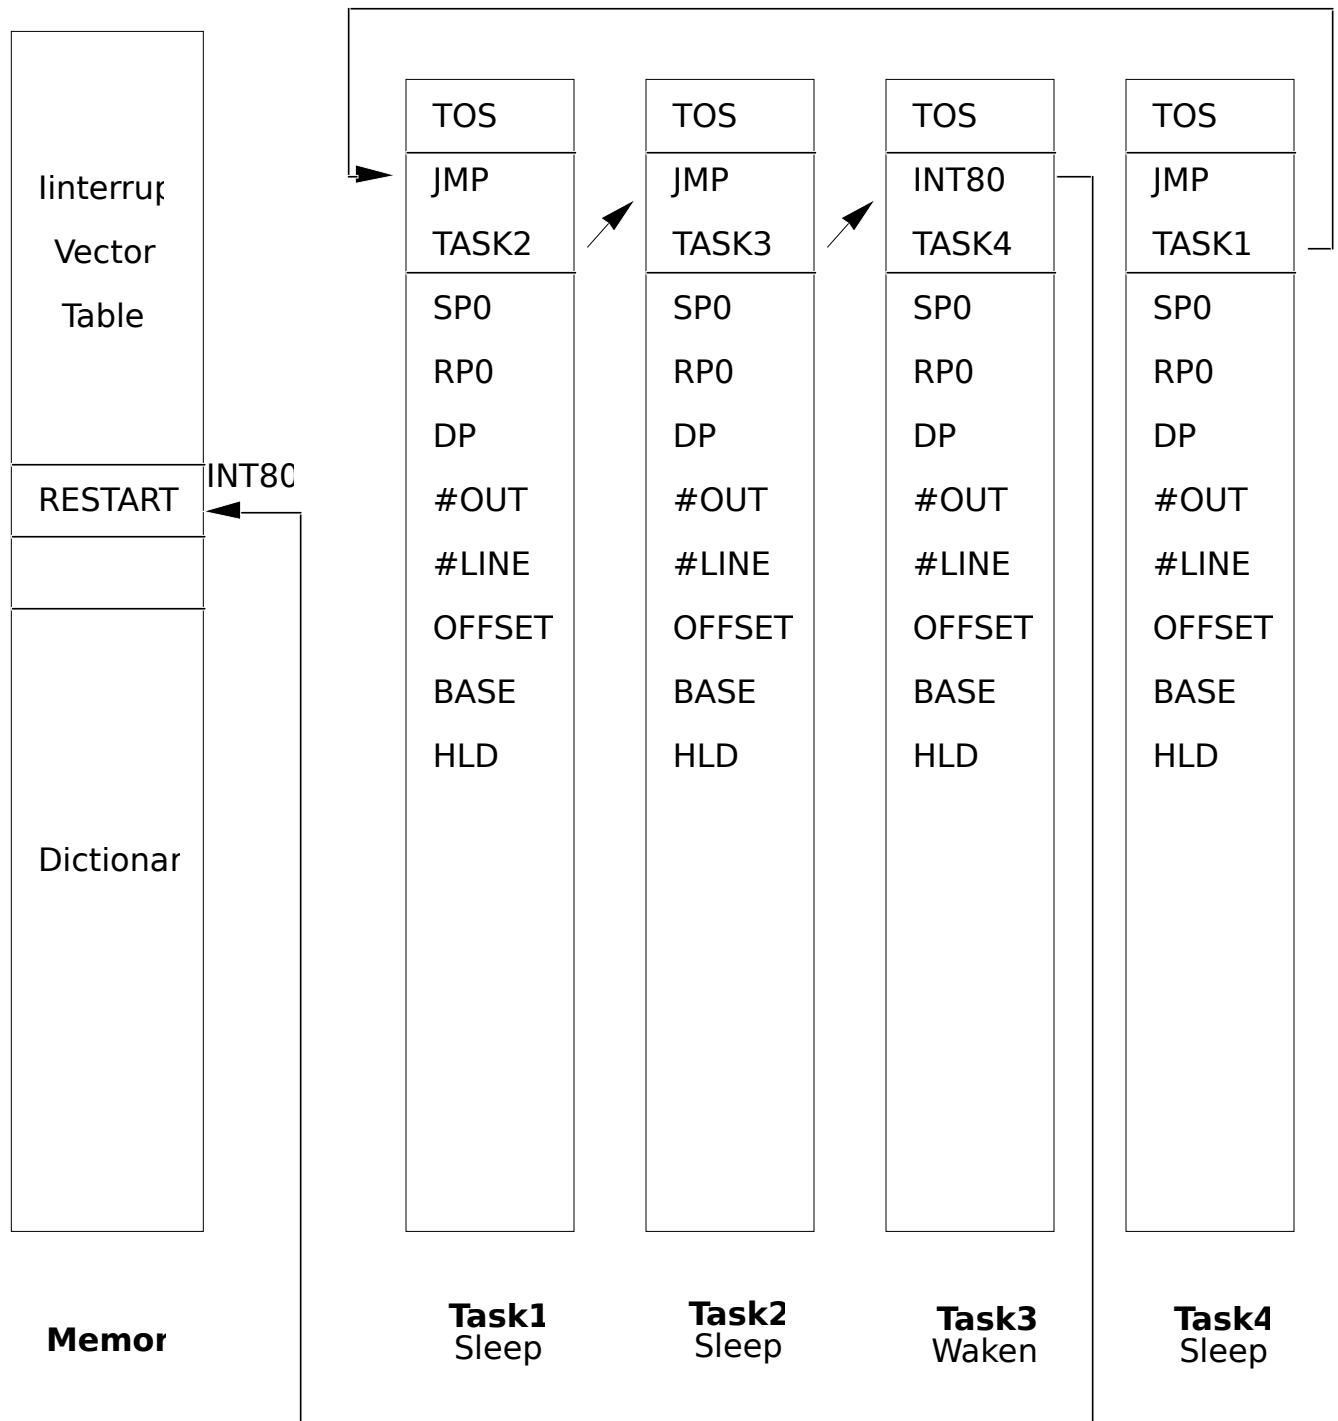 Iinterrup
Vector
Table
INT80
RESTART
Dictionar
Memor
TOS
JMP
TASK2
SP0
RP0
DP
#OUT
#LINE
OFFSET
BASE
HLD
Task1
Sleep
TOS
JMP
TASK3
SP0
RP0
DP
#OUT
#LINE
OFFSET
BASE
HLD
Task2
Sleep
TOS
INT80
TASK4
SP0
RP0
DP
#OUT
#LINE
OFFSET
BASE
HLD
Task3
Waken
TOS
JMP
TASK1
SP0
RP0
DP
#OUT
#LINE
OFFSET
BASE
HLD
Task4
Sleep